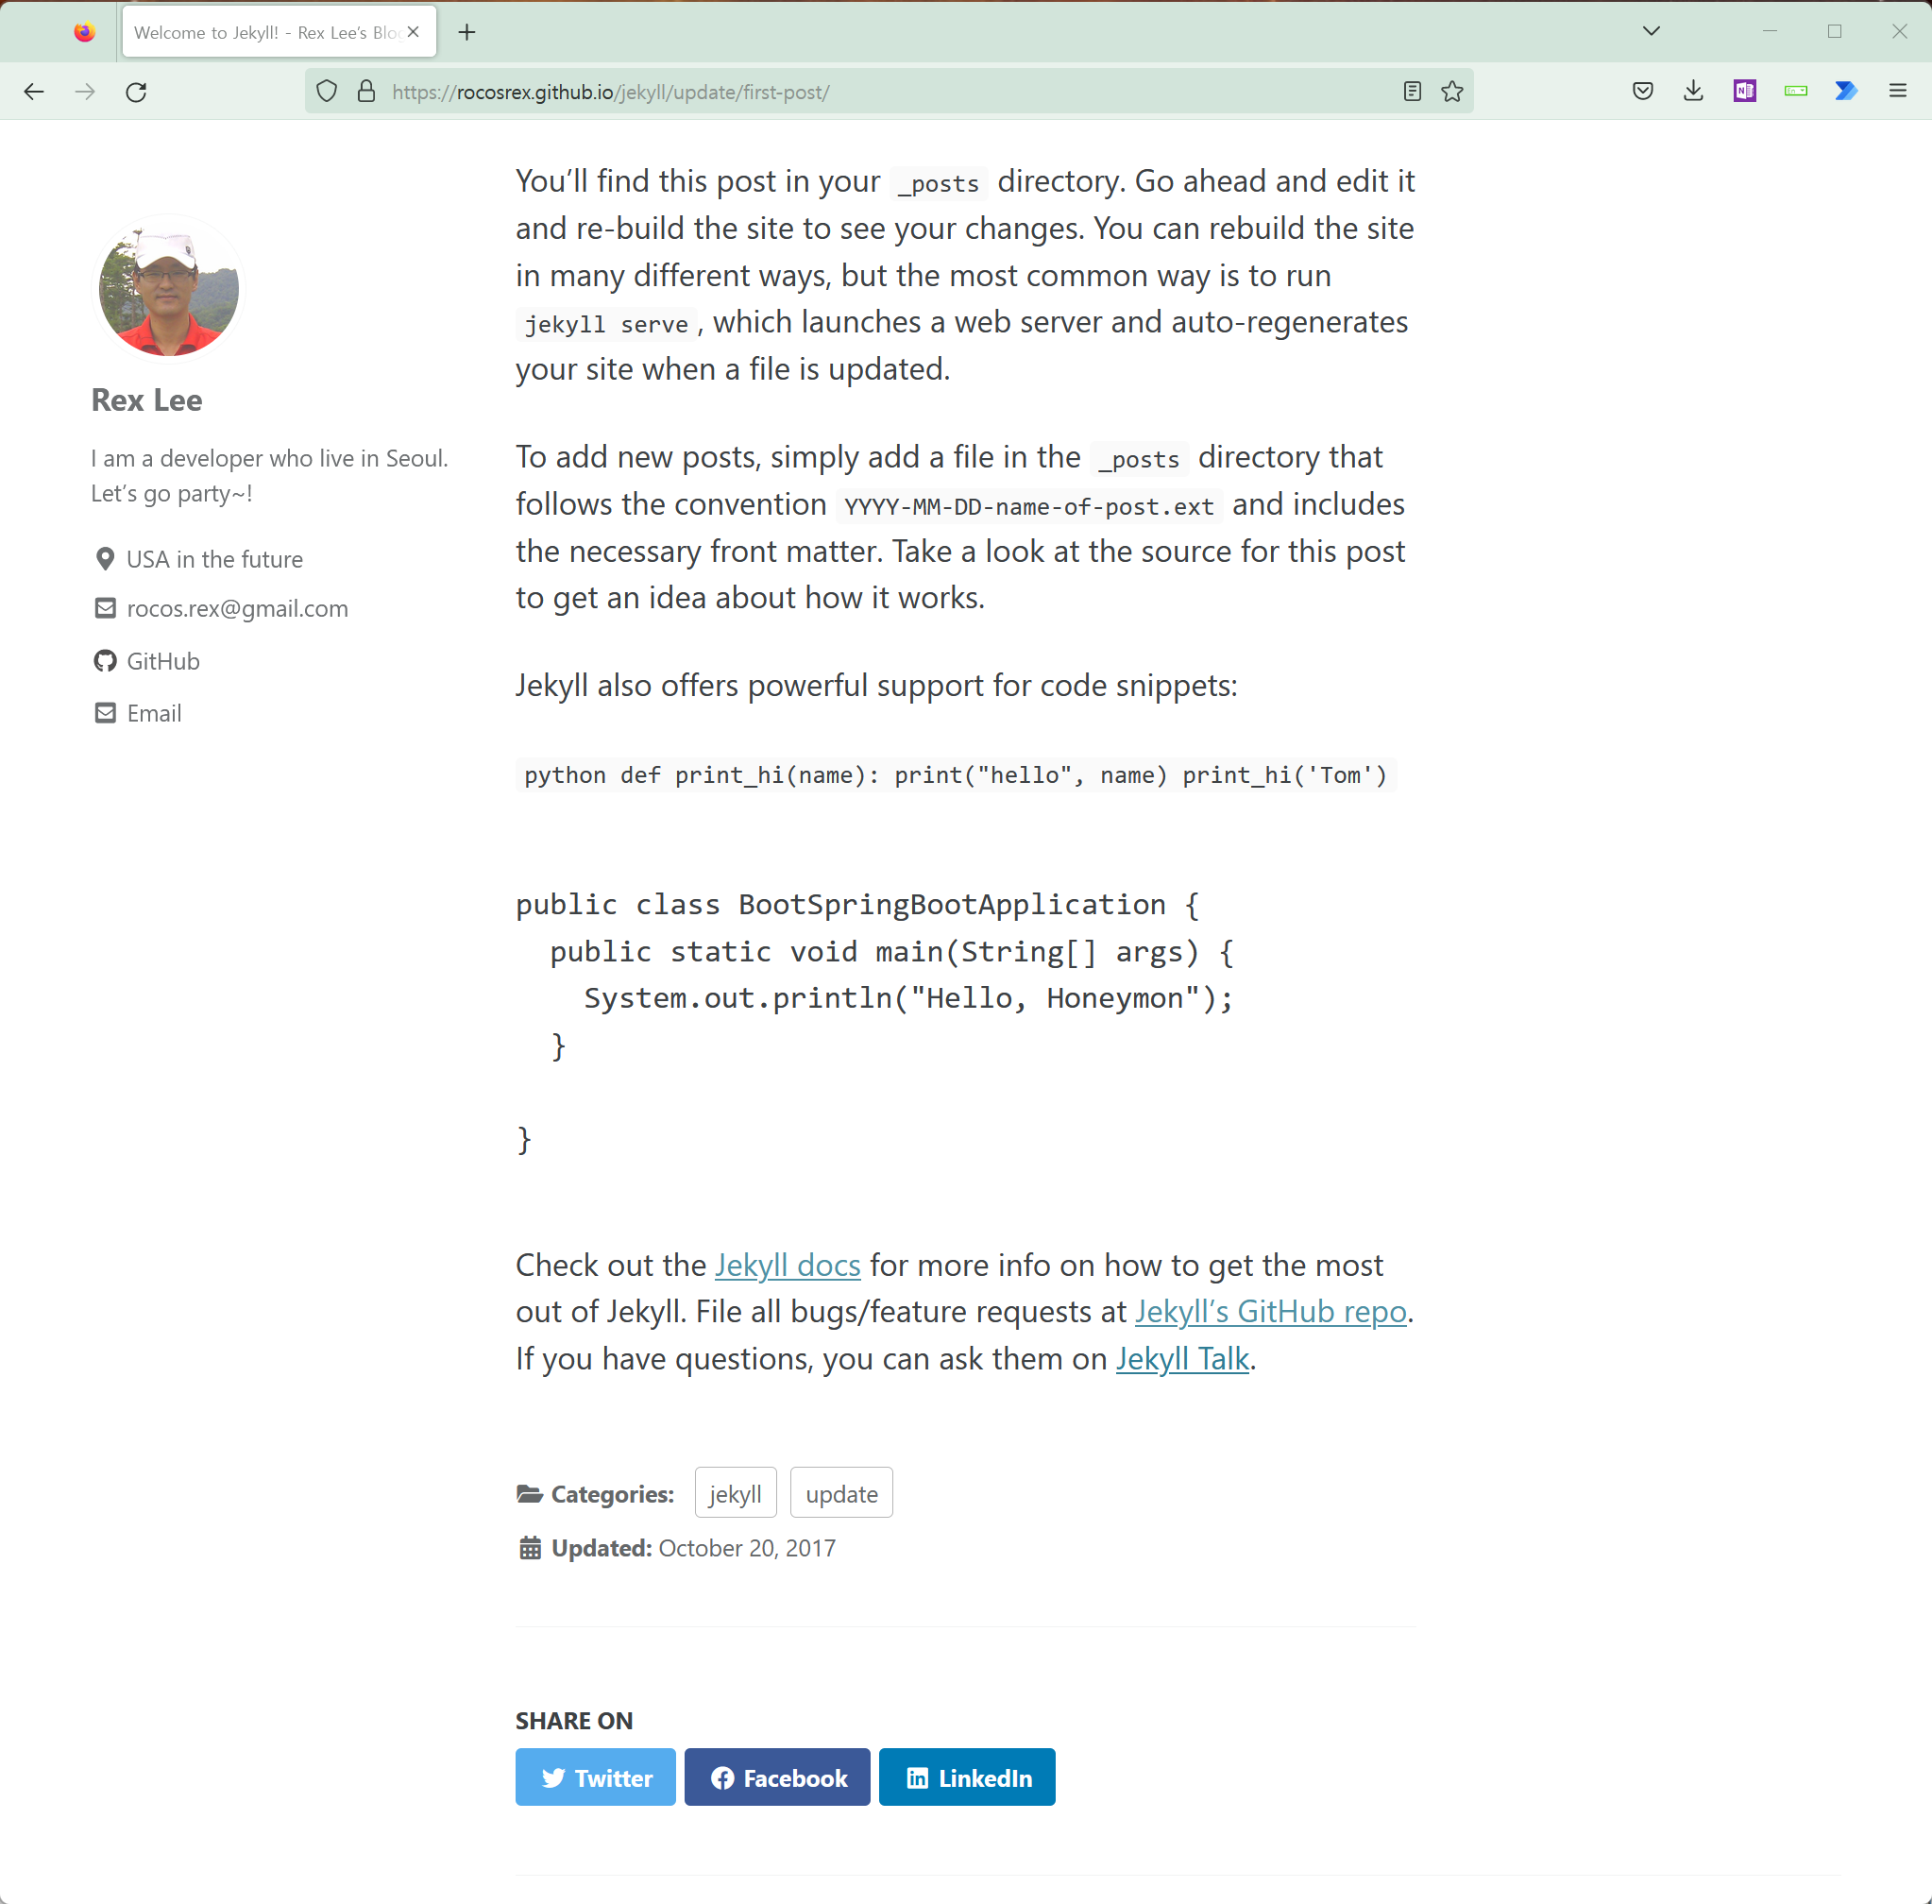 Welcome to Jekyll! - Rex Lee's Blog
https://rocosrex.github.io/jekyll/update/first-post/
Rex Lee
I am a developer who live in Seoul.
Let’s go party~!
USA in the future
rocos.rex@gmail.com
GitHub
Email
You’ll find this post in your _posts directory. Go ahead and edit it
and re-build the site to see your changes. You can rebuild the site
in many different ways, but the most common way is to run
jekyll serve, which launches a web server and auto-regenerates
your site when a file is updated.
To add new posts, simply add a file in the _posts directory that
follows the convention YYYY-MM-DD-name-of-post.ext and includes
the necessary front matter. Take a look at the source for this post
to get an idea about how it works.
Jekyll also offers powerful support for code snippets:
python def print_hi(name): print("hello", name) print_hi('Tom')
public class BootSpringBootApplication {
  public static void main(String[] args) {
    System.out.println("Hello, Honeymon");
  }
}
Check out the Jekyll docs for more info on how to get the most
out of Jekyll. File all bugs/feature requests at Jekyll’s GitHub repo.
If you have questions, you can ask them on Jekyll Talk.
Categories: jekyll update
Updated: October 20, 2017
SHARE ON
Twitter Facebook LinkedIn